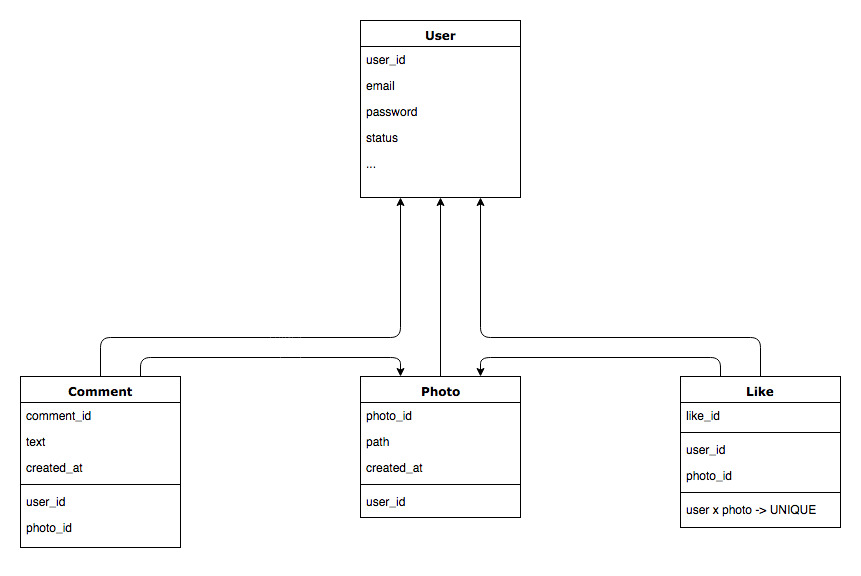 User
user_id
email
password
status
...
Comment
comment_id
text
created_at
user_id
photo_id
Photo
photo_id
path
created_at
user_id
Like
like_id
user_id
photo_id
user x photo -> UNIQUE